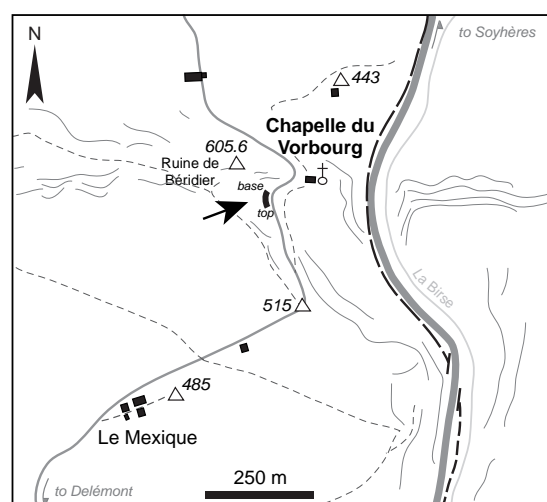 N
to Soyhères
443
Chapelle du
Vorbourg
605.6
Ruine de
Béridier
base
top
515
La Birse
485
Le Mexique
250 m
to Delémont